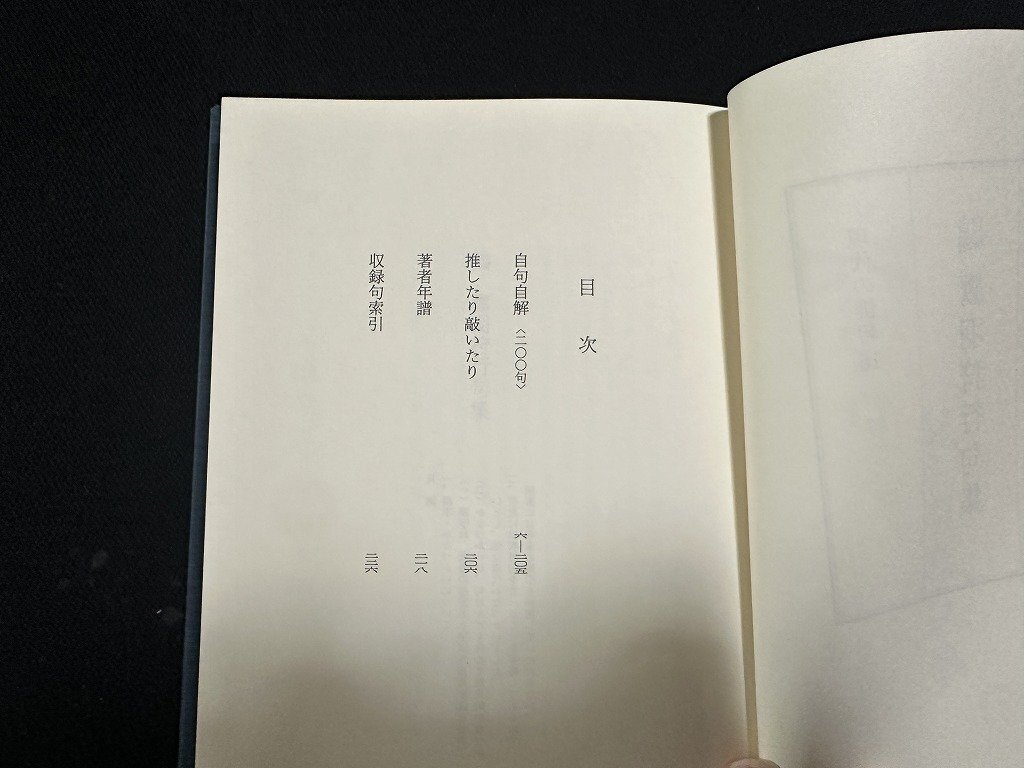 目次
自句自解〈二〇〇句〉 六—二〇五
推したり敲いたり 二〇六
著者年譜 二一八
収録句索引 二二六